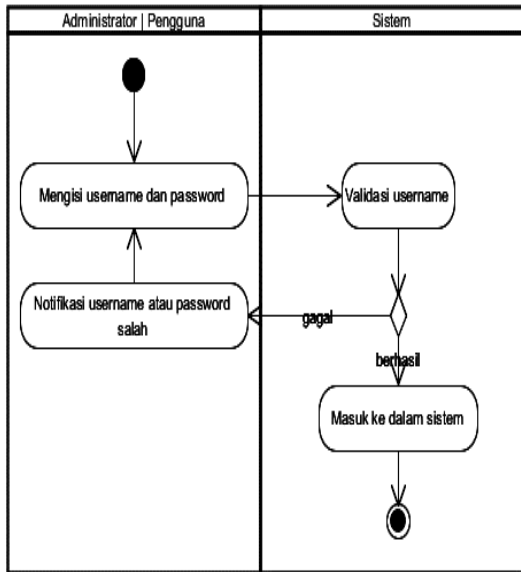 Administrator | Pengguna
Sistem
Mengisi username dan password
Validasi username
Notifikasi username atau password
salah
gagal
berhasil
Masuk ke dalam sistem